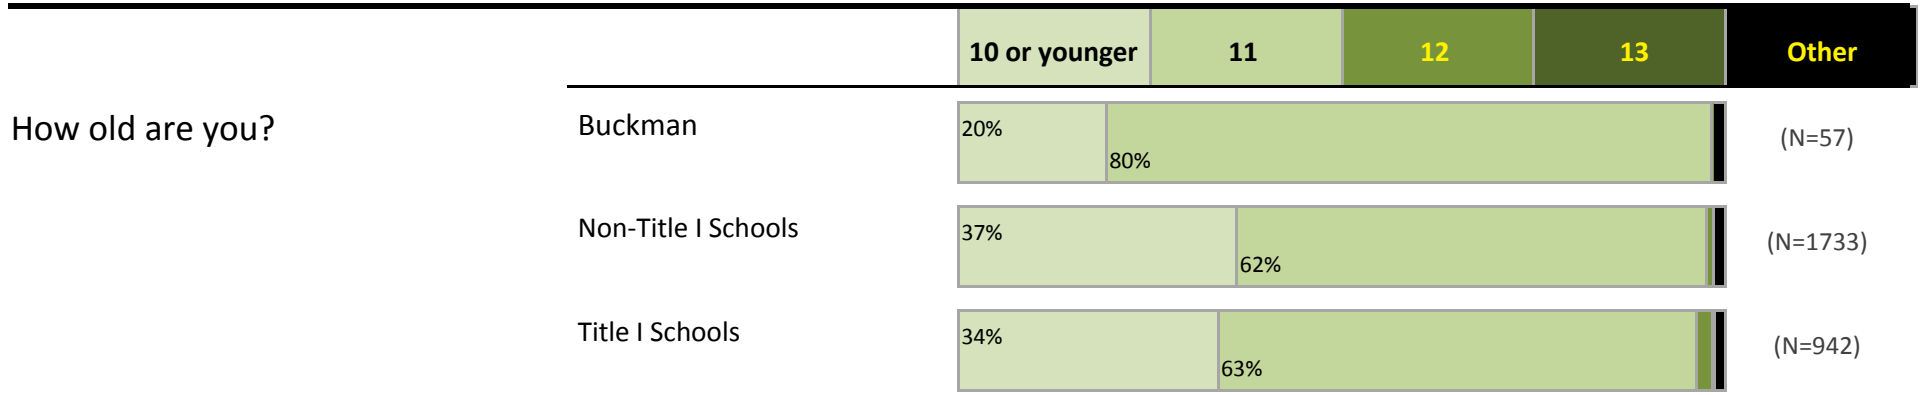 10 or younger 11 12 13 Other
How old are you?
Buckman 20% 80% (N=57)
Non-Title I Schools 37% 62% (N=1733)
Title I Schools 34% 63% (N=942)